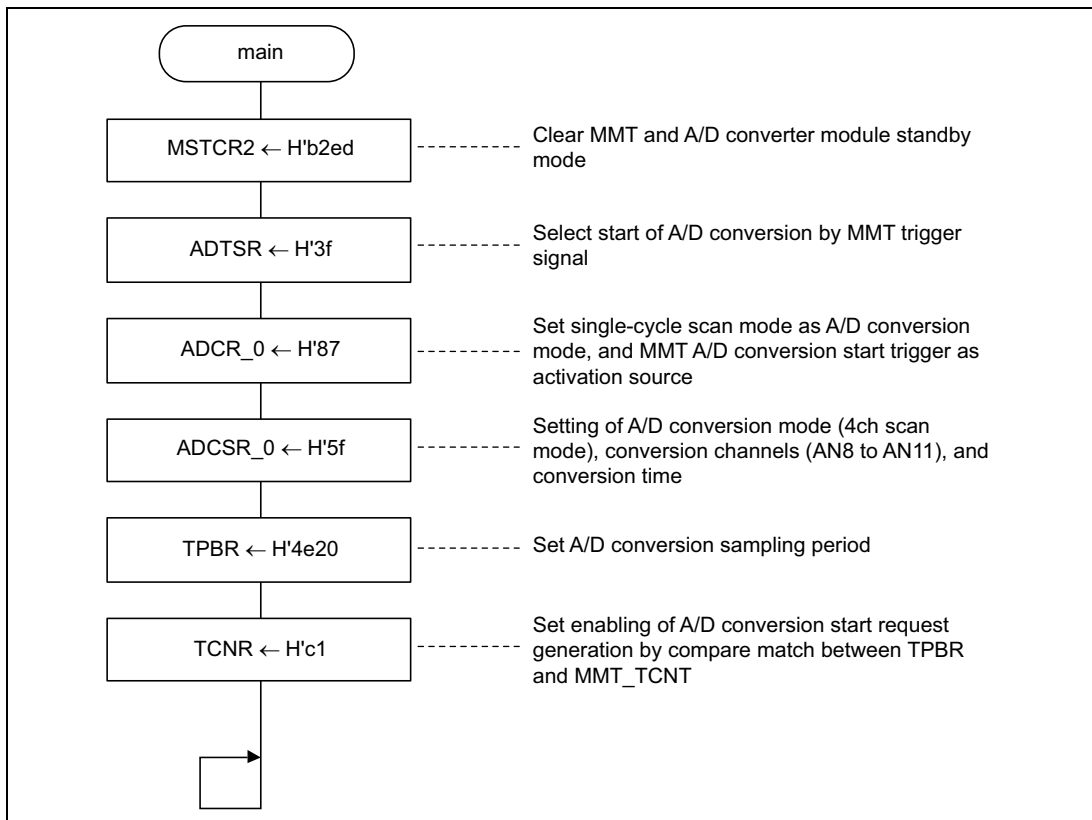 main
MSTCR2 ← H'b2ed
Clear MMT and A/D converter module standby
mode
ADTSR ← H'3f
Select start of A/D conversion by MMT trigger
signal
ADCR_0 ← H'87
Set single-cycle scan mode as A/D conversion
mode, and MMT A/D conversion start trigger as
activation source
ADCSR_0 ← H'5f
Setting of A/D conversion mode (4ch scan
mode), conversion channels (AN8 to AN11), and
conversion time
TPBR ← H'4e20
Set A/D conversion sampling period
TCNR ← H'c1
Set enabling of A/D conversion start request
generation by compare match between TPBR
and MMT_TCNT